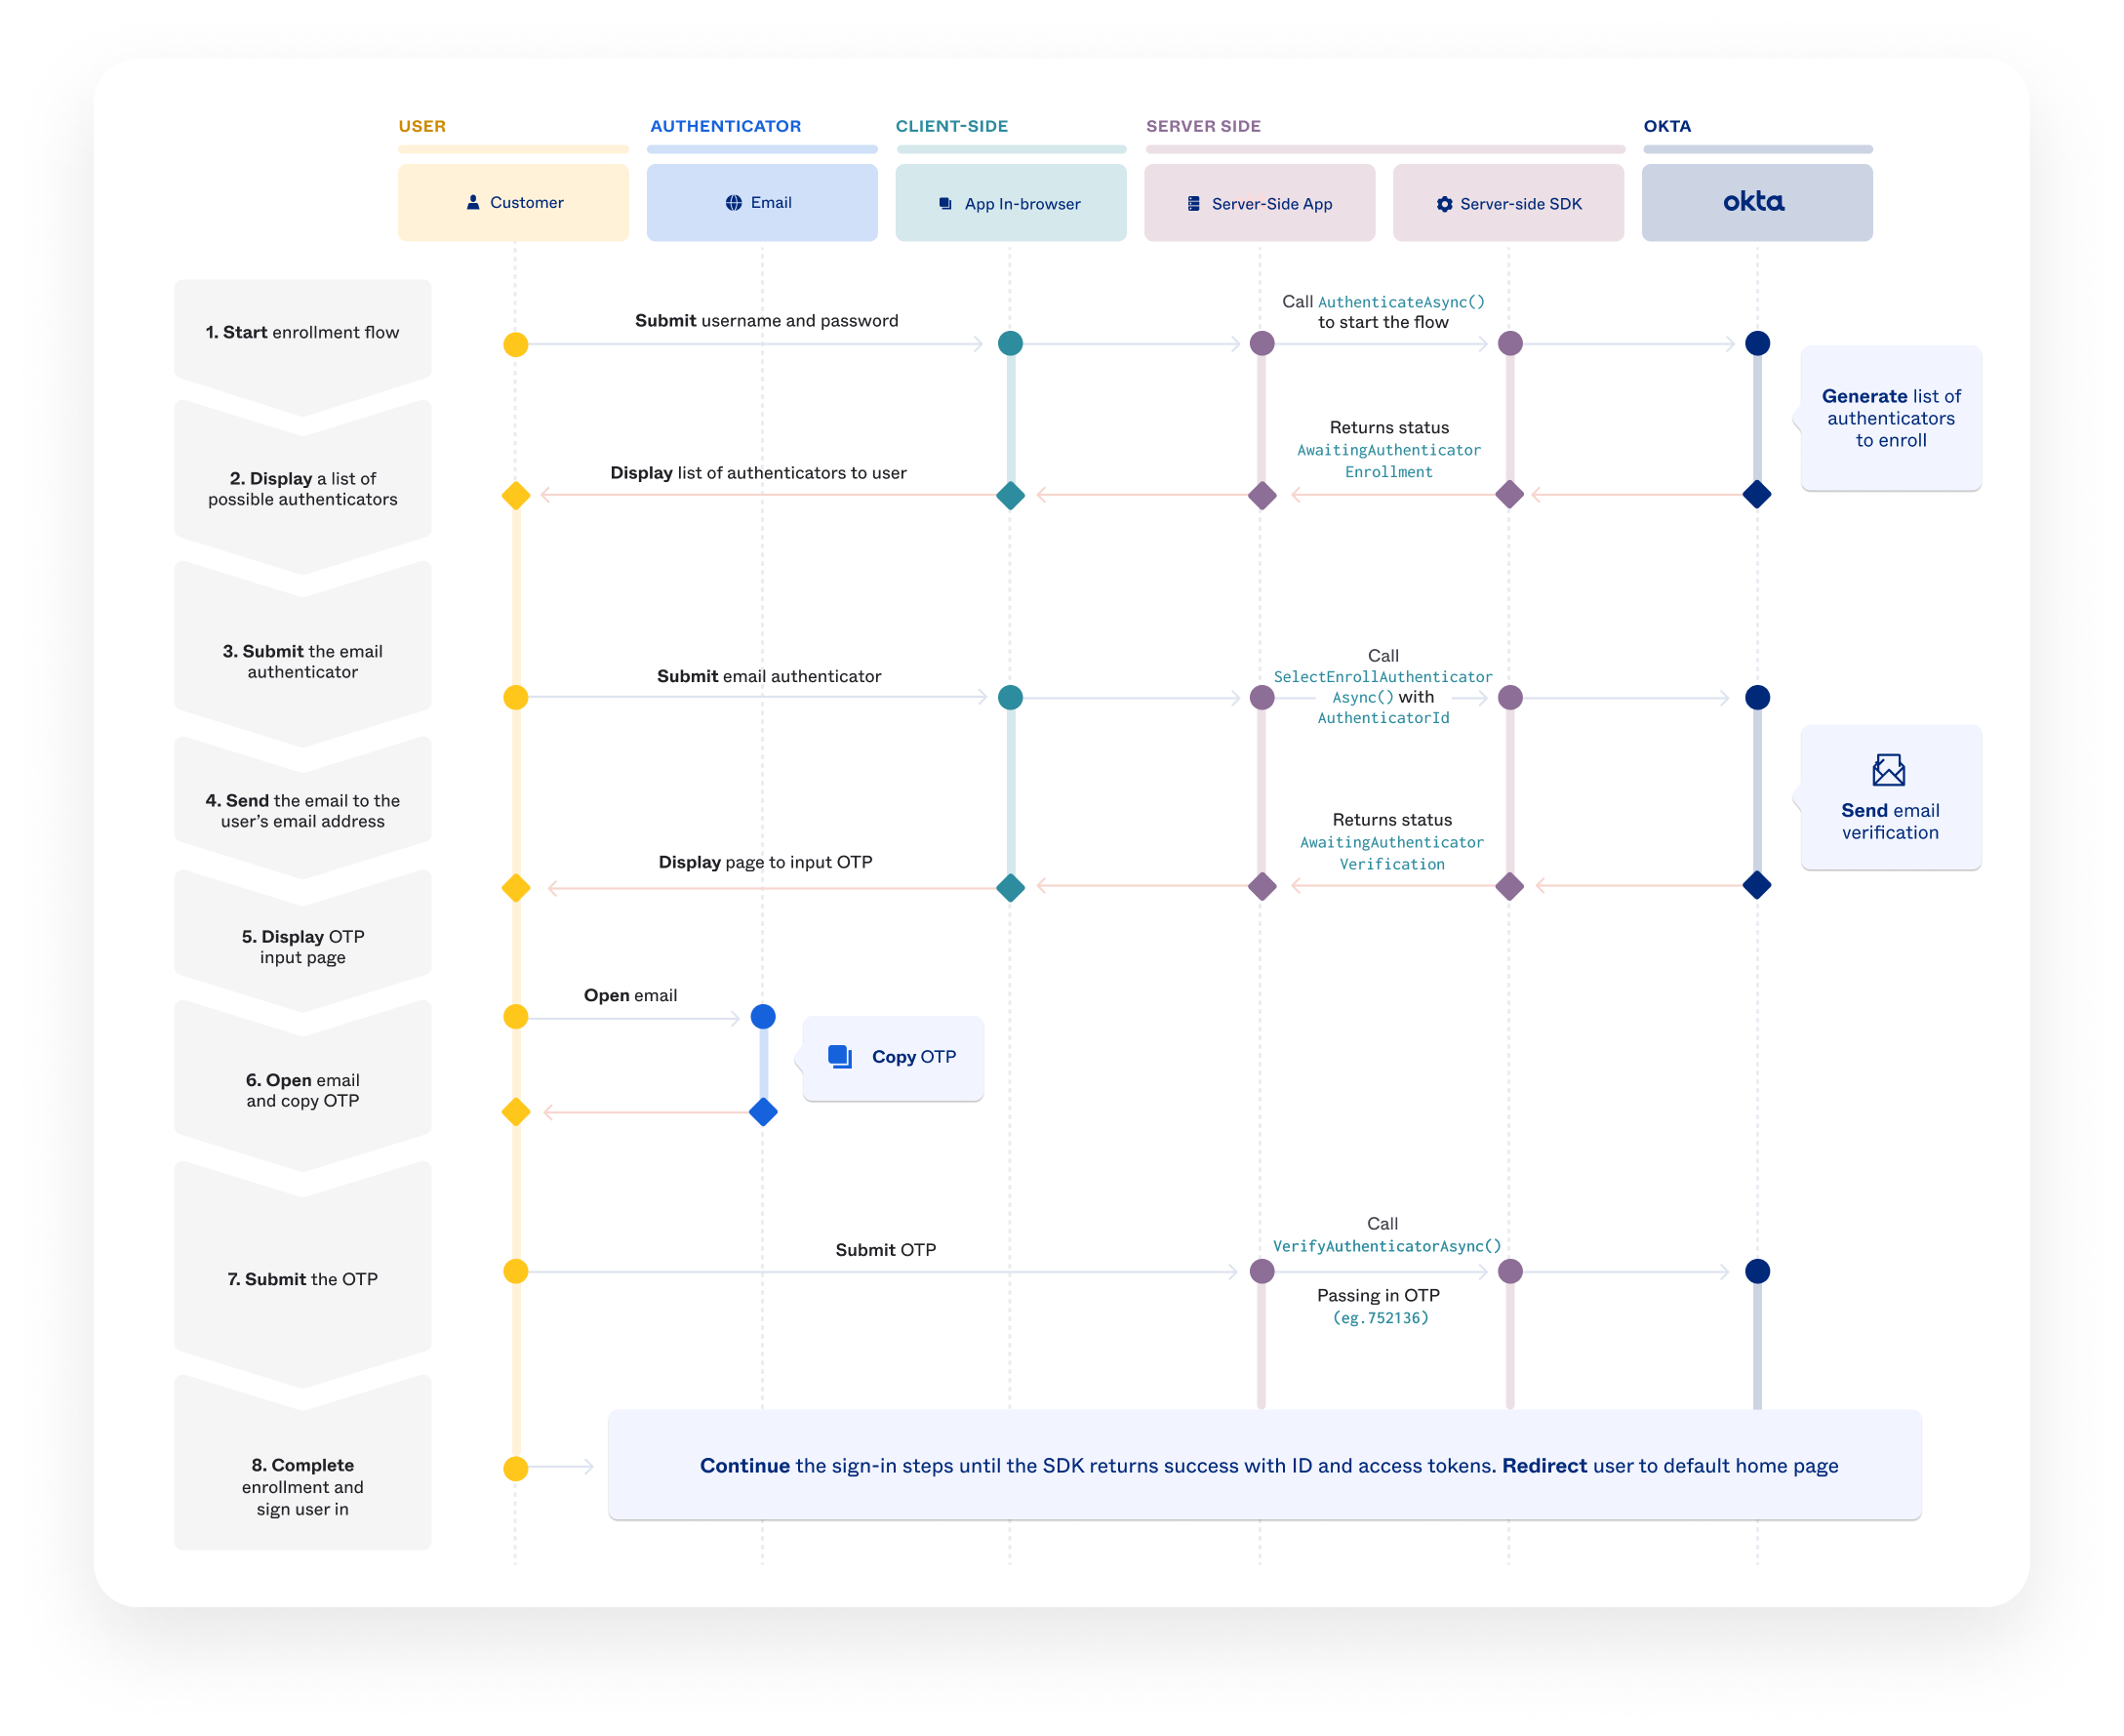 USER
AUTHENTICATOR
CLIENT-SIDE
SERVER SIDE
OKTA
Customer
Email
App In-browser
Server-Side App
Server-side SDK
okta
1. Start enrollment flow
Submit username and password
Call AuthenticateAsync()
to start the flow
Generate list of
authenticators
to enroll
2. Display a list of
possible authenticators
Display list of authenticators to user
Returns status
AwaitingAuthenticator
Enrollment
3. Submit the email
authenticator
Submit email authenticator
Call
SelectEnrollAuthenticator
Async() with
AuthenticatorId
4. Send the email to the
user's email address
Send email
verification
Display page to input OTP
Returns status
AwaitingAuthenticator
Verification
5. Display OTP
input page
Open email
Copy OTP
6. Open email
and copy OTP
7. Submit the OTP
Submit OTP
Call
VerifyAuthenticatorAsync()
Passing in OTP
(eg.752136)
8. Complete
enrollment and
sign user in
Continue the sign-in steps until the SDK returns success with ID and access tokens. Redirect user to default home page